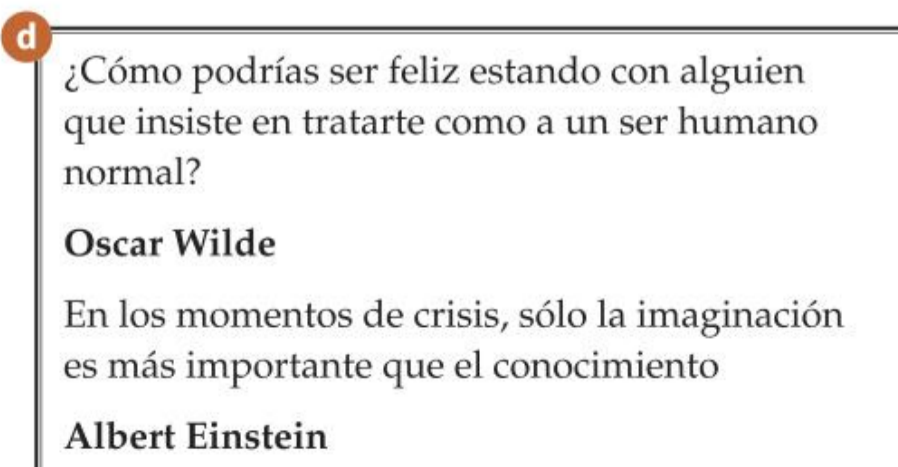 d
¿Cómo podrías ser feliz estando con alguien
que insiste en tratarte como a un ser humano
normal?
Oscar Wilde
En los momentos de crisis, sólo la imaginación
es más importante que el conocimiento
Albert Einstein